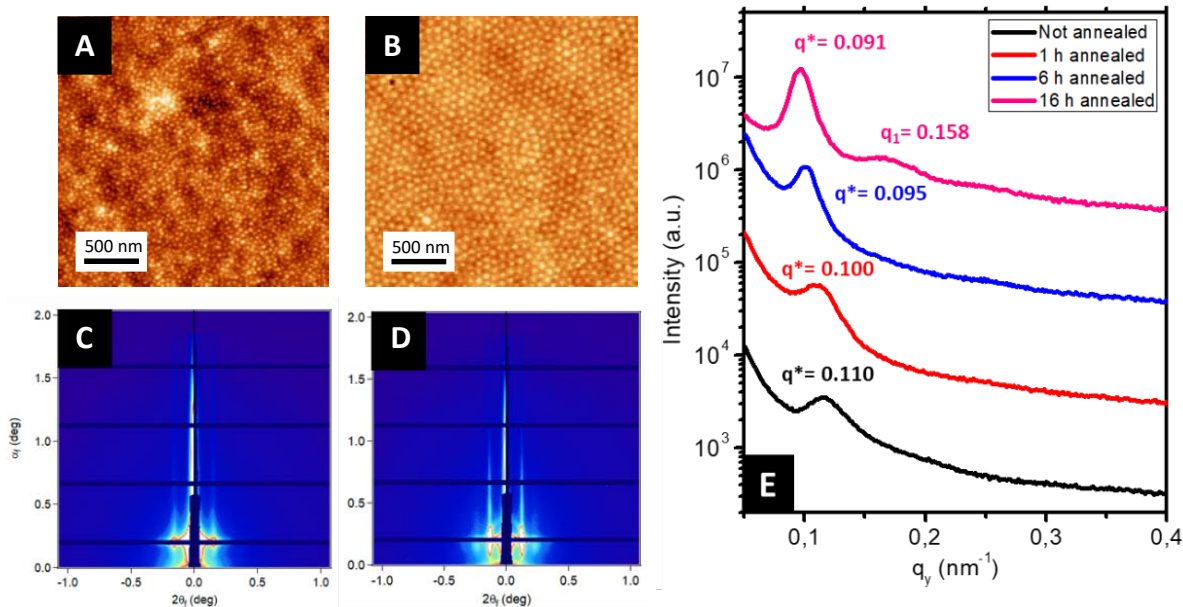 A
500 nm
B
500 nm
C
2.0
1.5
1.0
0.5
0.0
αf (deg)
-1.0
-0.5
0.0
0.5
1.0
2θf (deg)
D
2.0
1.5
1.0
0.5
0.0
-1.0
-0.5
0.0
0.5
1.0
2θf (deg)
Not annealed
1 h annealed
6 h annealed
16 h annealed
q*= 0.091
q₁= 0.158
q*= 0.095
q*= 0.100
q*= 0.110
10⁷
10⁶
10⁵
10⁴
10³
Intensity (a.u.)
E
0,1
0,2
0,3
0,4
qy (nm⁻¹)